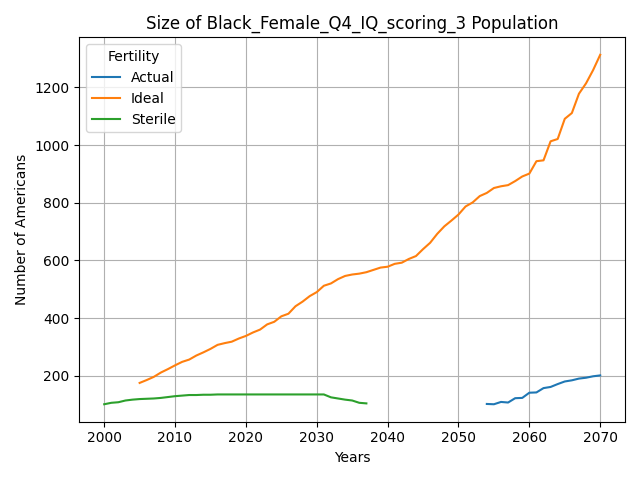 Size of Black_Female_Q4_IQ_scoring_3 Population
Fertility
Actual
Ideal
Sterile
Number of Americans
1200
1000
800
600
400
200
2000 2010 2020 2030 2040 2050 2060 2070
Years